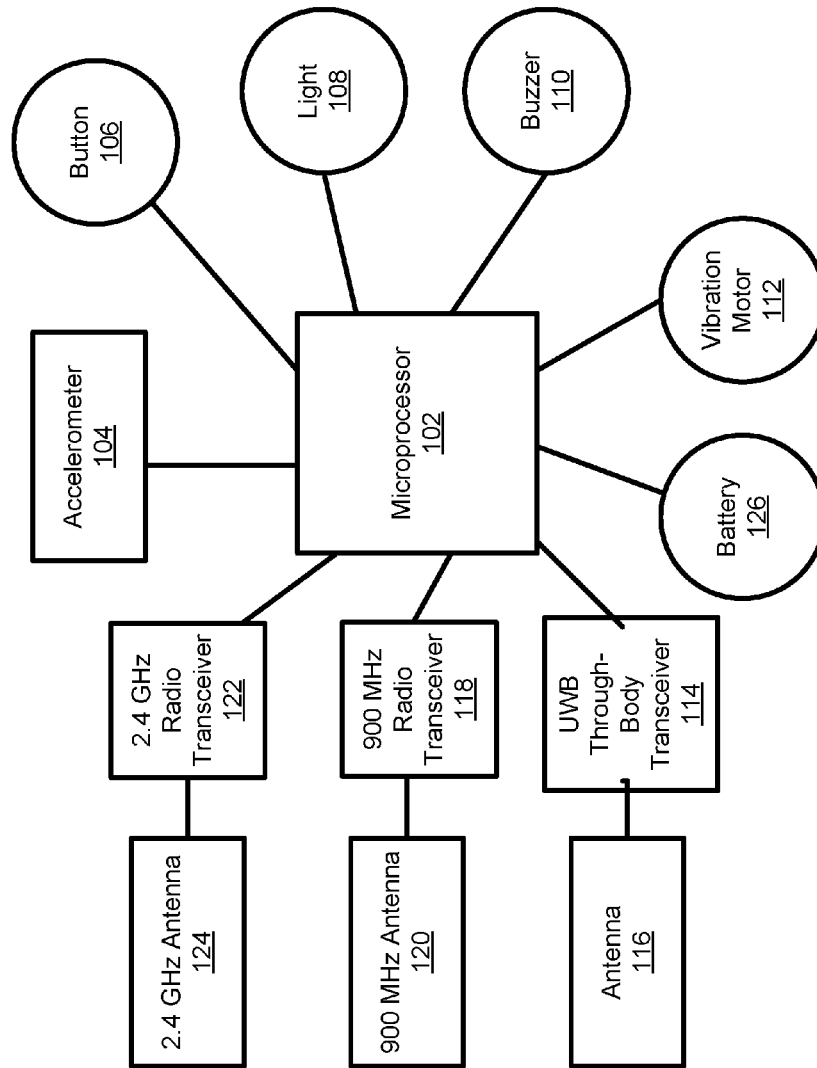 2.4 GHz Antenna
124
900 MHz Antenna
120
Antenna
116
2.4 GHz
Radio
Transceiver
122
900 MHz
Radio
Transceiver
118
UWB
Through-
Body
Transceiver
114
Accelerometer
104
Microprocessor
102
Battery
126
Vibration
Motor
112
Button
106
Light
108
Buzzer
110